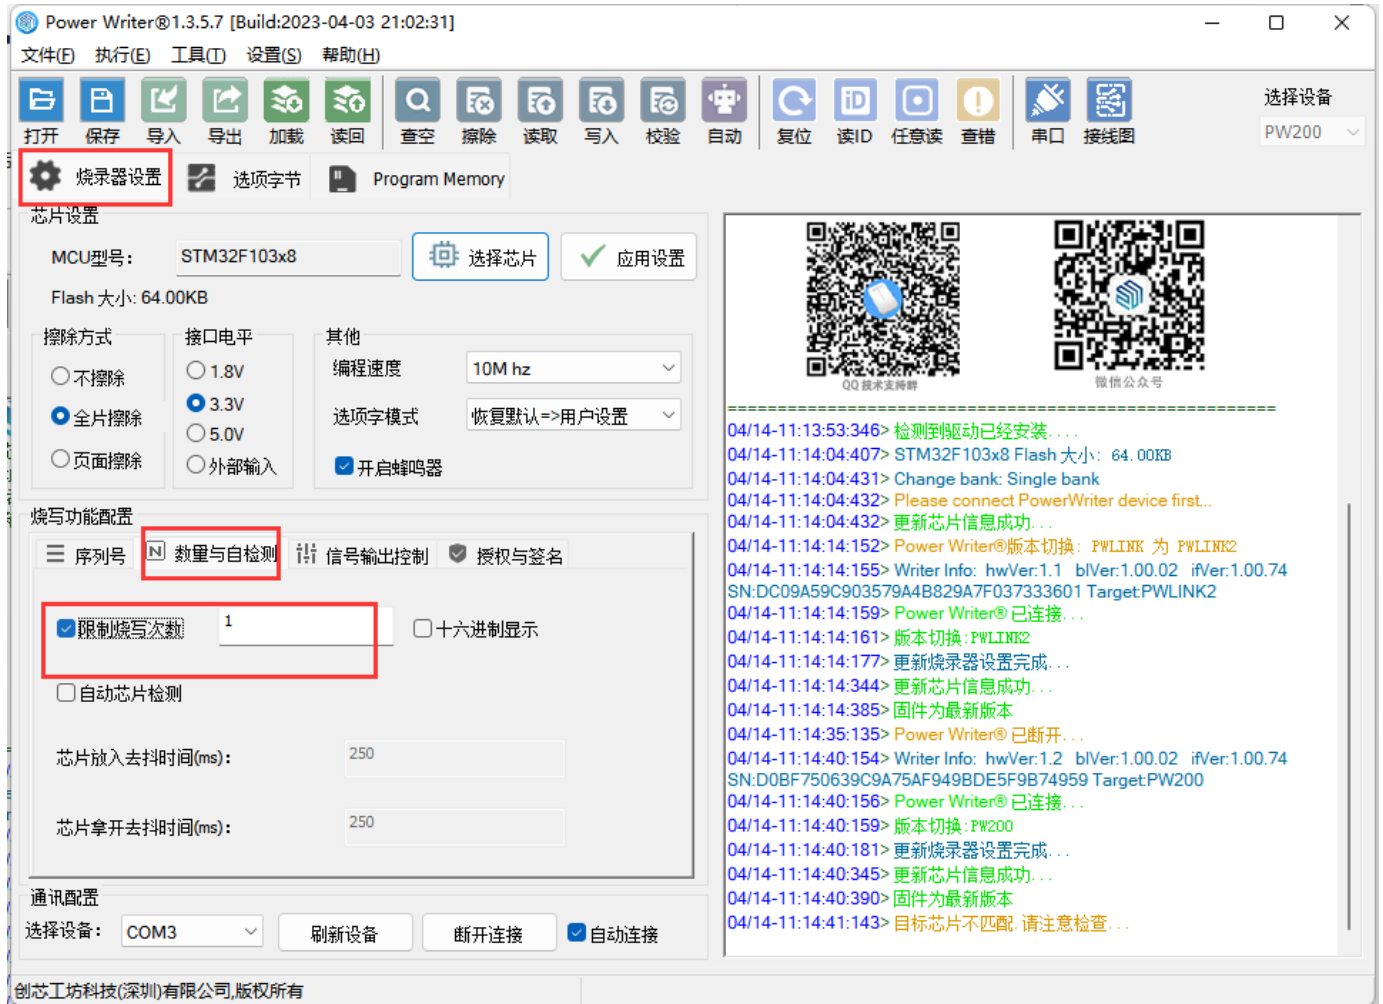 Power Writer®1.3.5.7 [Build:2023-04-03 21:02:31]
文件(F) 执行(E) 工具(T) 设置(S) 帮助(H)
打开 保存 导入 导出 加载 读回 查空 擦除 读取 写入 校验 自动 复位 读ID 任意读 查错 串口 接线图
选择设备
PW200
烧录器设置 选项字节 Program Memory
芯片设置
MCU型号: STM32F103x8 选择芯片 应用设置
Flash 大小: 64.00KB
擦除方式
不擦除
全片擦除
页面擦除
接口电平
1.8V
3.3V
5.0V
外部输入
其他
编程速度 10M hz
选项字模式 恢复默认=>用户设置
开启蜂鸣器
烧写功能配置
序列号 数量与自检测 信号输出控制 授权与签名
限制烧写次数 1 十六进制显示
自动芯片检测
芯片放入去抖时间(ms): 250
芯片拿开去抖时间(ms): 250
通讯配置
选择设备: COM3 刷新设备 断开连接 自动连接
创芯工坊科技(深圳)有限公司,版权所有
QQ 技术支持群 微信公众号
=======================================================
04/14-11:13:53:346> 检测到驱动已经安装....
04/14-11:14:04:407> STM32F103x8 Flash 大小: 64.00KB
04/14-11:14:04:431> Change bank: Single bank
04/14-11:14:04:432> Please connect PowerWriter device first...
04/14-11:14:04:432> 更新芯片信息成功...
04/14-11:14:14:152> Power Writer®版本切换: PWLINK 为 PWLINK2
04/14-11:14:14:155> Writer Info: hwVer:1.1 blVer:1.00.02 ifVer:1.00.74
SN:DC09A59C903579A4B829A7F037333601 Target:PWLINK2
04/14-11:14:14:159> Power Writer® 已连接...
04/14-11:14:14:161> 版本切换:PWLINK2
04/14-11:14:14:177> 更新烧录器设置完成...
04/14-11:14:14:344> 更新芯片信息成功...
04/14-11:14:14:385> 固件为最新版本
04/14-11:14:35:135> Power Writer® 已断开...
04/14-11:14:40:154> Writer Info: hwVer:1.2 blVer:1.00.02 ifVer:1.00.74
SN:D0BF750639C9A75AF949BDE5F9B74959 Target:PW200
04/14-11:14:40:156> Power Writer® 已连接...
04/14-11:14:40:159> 版本切换:PW200
04/14-11:14:40:181> 更新烧录器设置完成...
04/14-11:14:40:345> 更新芯片信息成功...
04/14-11:14:40:390> 固件为最新版本
04/14-11:14:41:143> 目标芯片不匹配.请注意检查...